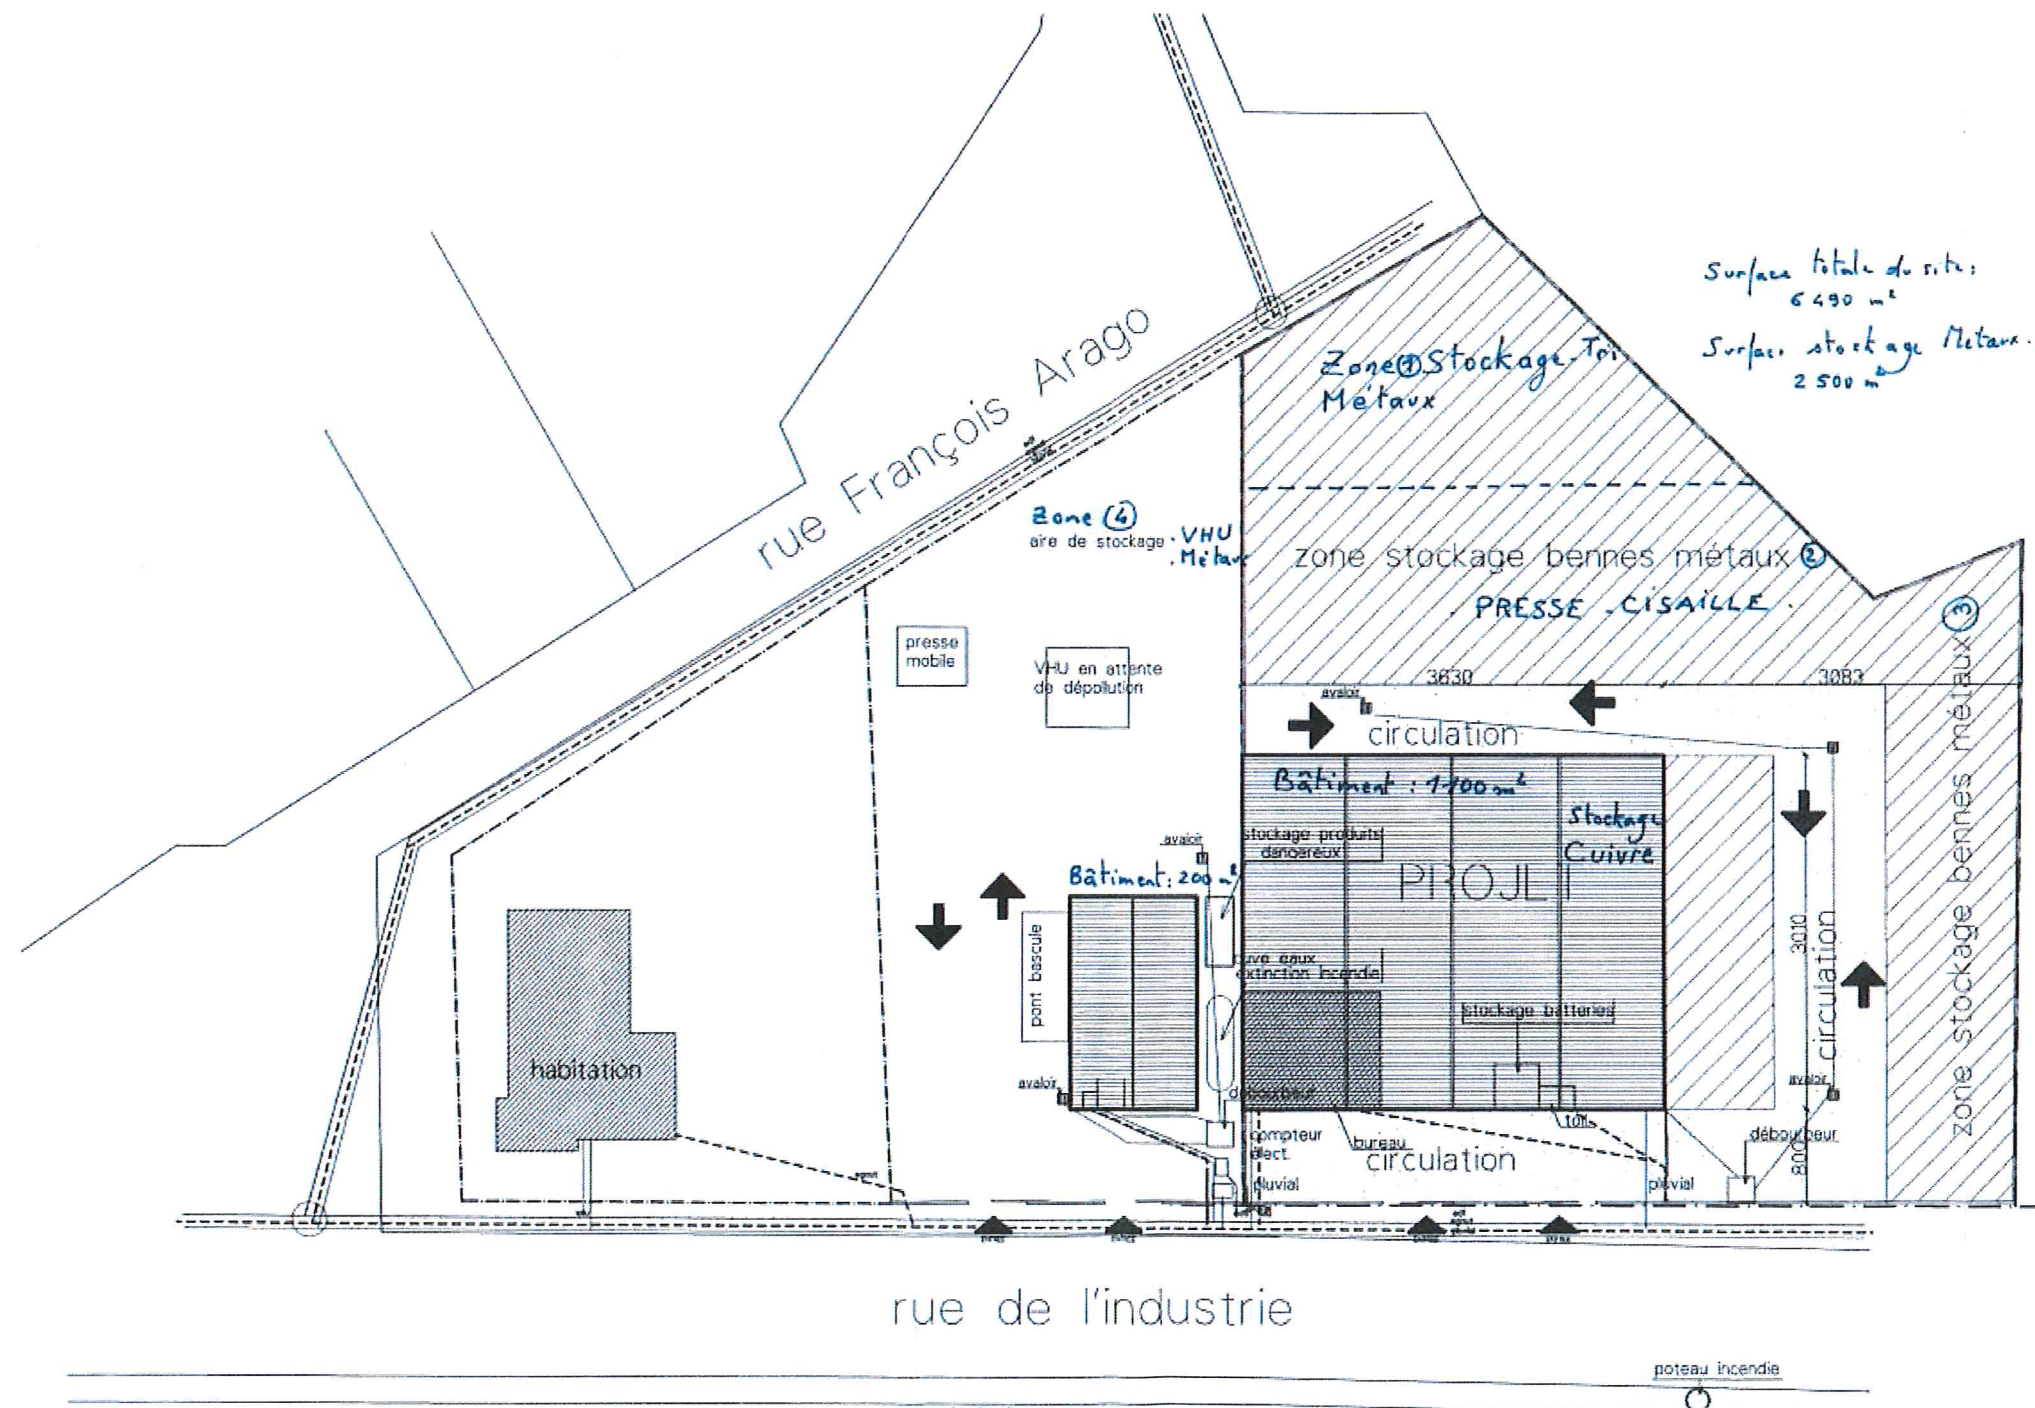 Surface totale du site:
6 490 m²
Surface stockage Métaux.
2 500 m²
rue François Arago
Zone ① Stockage - Tri
Métaux
Zone ④
aire de stockage . VHU
. Métaux
zone stockage bennes métaux ②
. PRESSE . CISAILLE .
zone stockage bennes métaux ③
presse
mobile
VHU en attente
de dépollution
3630
3083
avaloir
circulation
Bâtiment : 1100 m²
Stockage
Cuivre
stockage produits
dangereux
PROJET
avaloir
Bâtiment : 200 m²
pont bascule
cuve eaux
extinction incendie
stockage batteries
3010
circulation
habitation
avaloir
débourbeur
avaloir
compteur
élect.
bureau
circulation
débourbeur
800
pluvial
pluvial
rue de l'industrie
poteau incendie